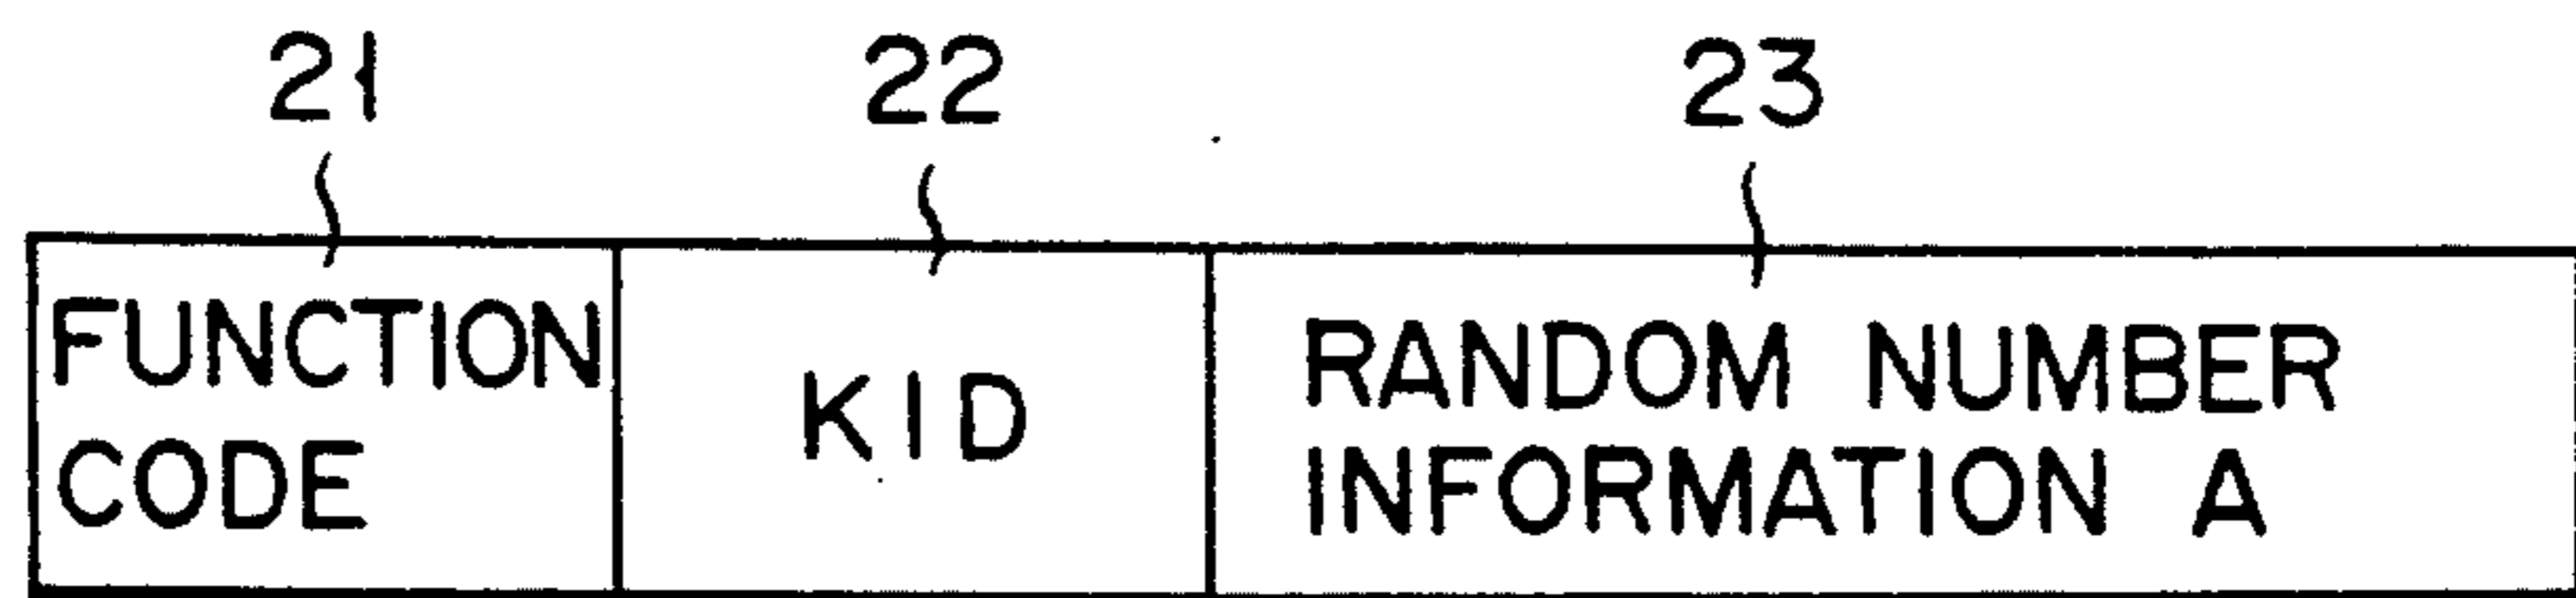 21 22 23
FUNCTION CODE
KID
RANDOM NUMBER
INFORMATION A